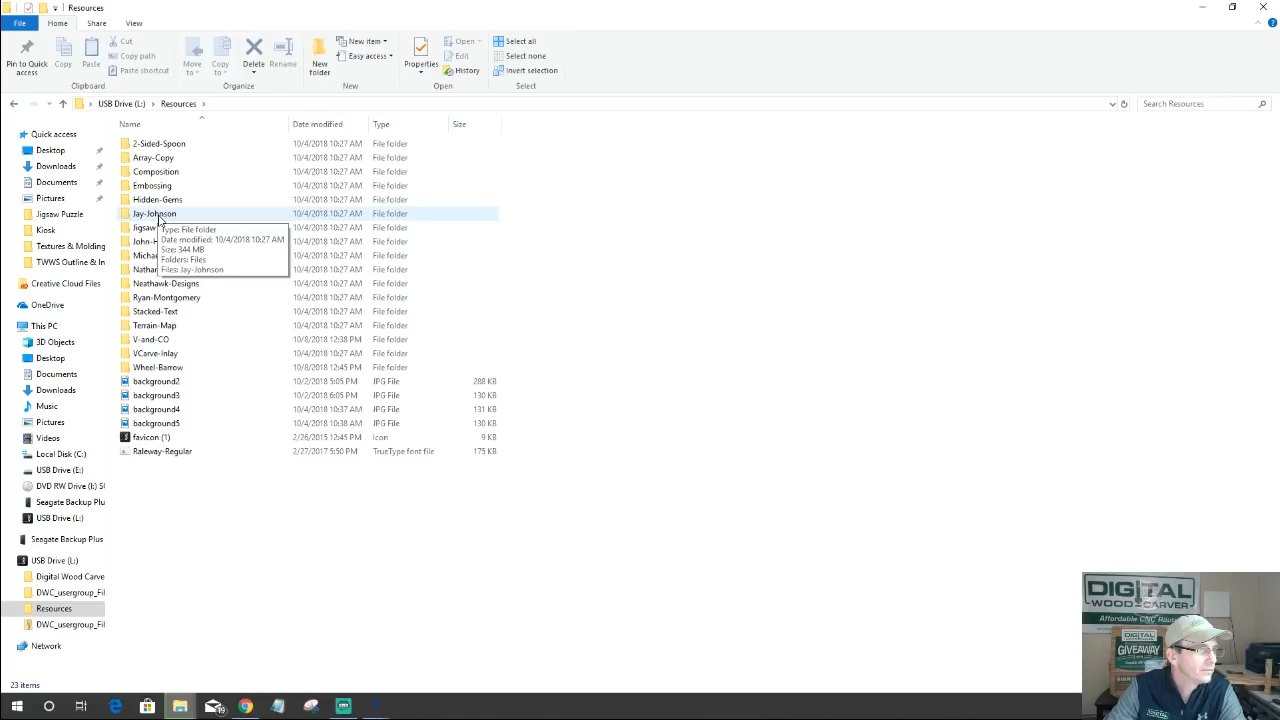 Resources
File Home Share View
Pin to Quick access
Copy
Paste
Cut
Copy path
Paste shortcut
Clipboard
Move to
Copy to
Delete
Rename
Organize
New folder
New item
Easy access
New
Properties
Open
Edit
History
Open
Select all
Select none
Invert selection
Select
USB Drive (L:) Resources
Search Resources
Name Date modified Type Size
2-Sided-Spoon 10/4/2018 10:27 AM File folder
Array-Copy 10/4/2018 10:27 AM File folder
Composition 10/4/2018 10:27 AM File folder
Embossing 10/4/2018 10:27 AM File folder
Hidden-Gems 10/4/2018 10:27 AM File folder
Jay-Johnson 10/4/2018 10:27 AM File folder
Jigsaw 10/4/2018 10:27 AM File folder
John-H 10/4/2018 10:27 AM File folder
Michae 10/4/2018 10:27 AM File folder
Nathan 10/4/2018 10:27 AM File folder
Neathawk-Designs 10/4/2018 10:27 AM File folder
Ryan-Montgomery 10/4/2018 10:27 AM File folder
Stacked-Text 10/4/2018 10:27 AM File folder
Terrain-Map 10/4/2018 10:27 AM File folder
V-and-CO 10/8/2018 12:38 PM File folder
VCarve-Inlay 10/4/2018 10:27 AM File folder
Wheel-Barrow 10/8/2018 12:45 PM File folder
background2 10/2/2018 5:05 PM JPG File 288 KB
background3 10/2/2018 6:05 PM JPG File 130 KB
background4 10/4/2018 10:37 AM JPG File 131 KB
background5 10/4/2018 10:38 AM JPG File 130 KB
favicon (1) 2/26/2015 12:45 PM Icon 9 KB
Raleway-Regular 2/27/2017 5:50 PM TrueType font file 175 KB
Type: File folder
Date modified: 10/4/2018 10:27 AM
Size: 344 MB
Folders: Files
Files: Jay-Johnson
Quick access
Desktop
Downloads
Documents
Pictures
Jigsaw Puzzle
Kiosk
Textures & Molding
TWWS Outline & In
Creative Cloud Files
OneDrive
This PC
3D Objects
Desktop
Documents
Downloads
Music
Pictures
Videos
Local Disk (C:)
USB Drive (E:)
DVD RW Drive (I:) SC
Seagate Backup Plu
USB Drive (L:)
Seagate Backup Plus
USB Drive (L:)
Digital Wood Carve
DWC_usergroup_Fil
Resources
DWC_usergroup_Fil
Network
23 items
19
DIGITAL
WOOD-CARVER
Affordable CNC Route
DIGITAL
GIVEAWAY